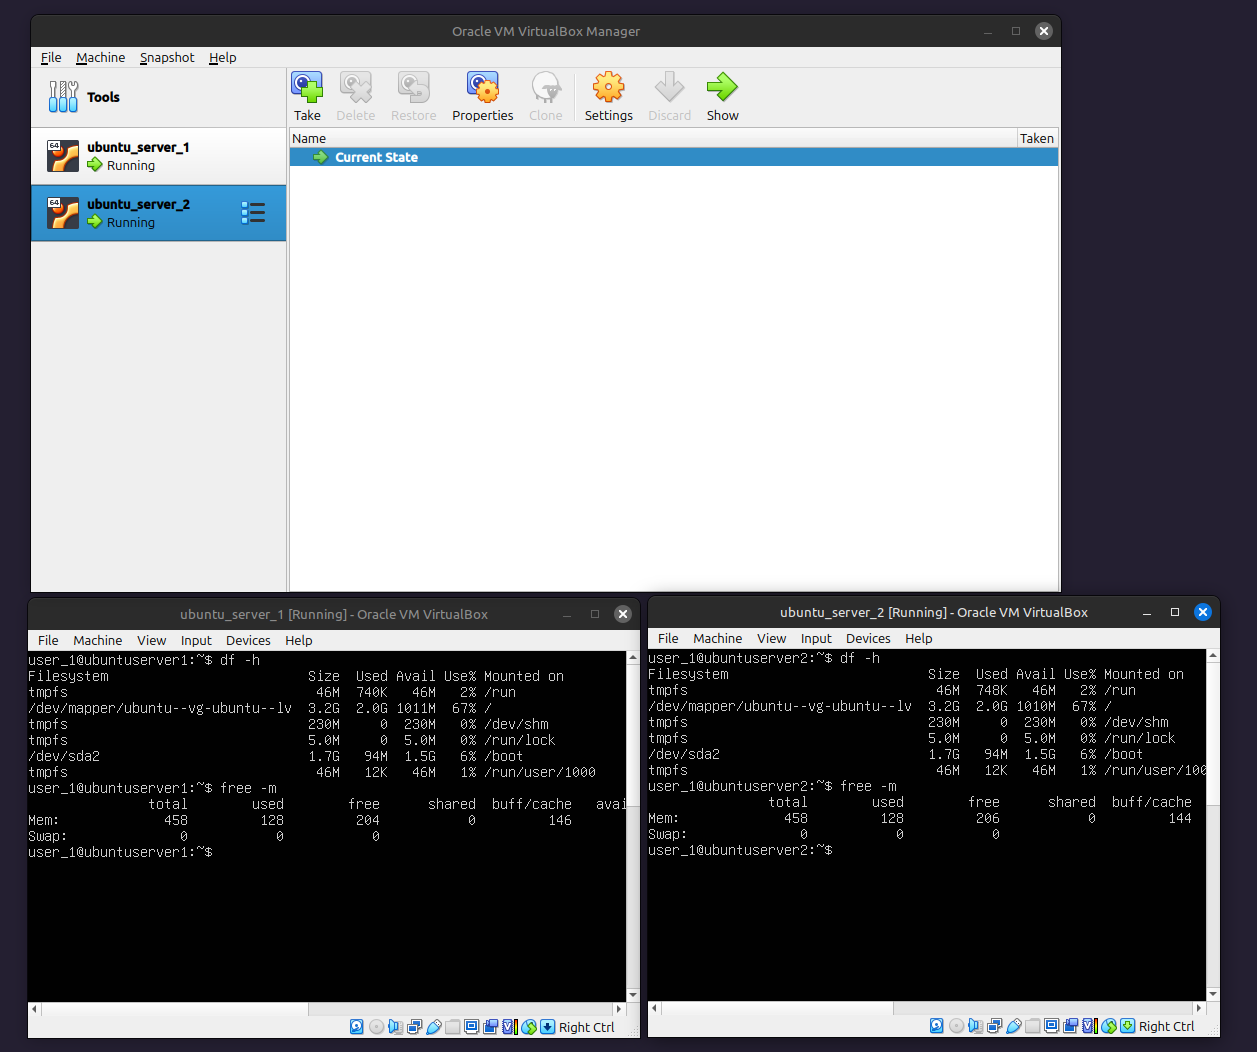 Oracle VM VirtualBox Manager
File Machine Snapshot Help
Tools
Take Delete Restore Properties Clone Settings Discard Show
Name Taken
Current State
64
ubuntu_server_1
Running
64
ubuntu_server_2
Running
ubuntu_server_1 [Running] - Oracle VM VirtualBox
File Machine View Input Devices Help
user_1@ubuntuserver1:~$ df -h
Filesystem Size Used Avail Use% Mounted on
tmpfs 46M 740K 46M 2% /run
/dev/mapper/ubuntu--vg-ubuntu--lv 3.2G 2.0G 1011M 67% /
tmpfs 230M 0 230M 0% /dev/shm
tmpfs 5.0M 0 5.0M 0% /run/lock
/dev/sda2 1.7G 94M 1.5G 6% /boot
tmpfs 46M 12K 46M 1% /run/user/1000
user_1@ubuntuserver1:~$ free -m
total used free shared buff/cache avai
Mem: 458 128 204 0 146
Swap: 0 0 0
user_1@ubuntuserver1:~$
Right Ctrl
ubuntu_server_2 [Running] - Oracle VM VirtualBox
File Machine View Input Devices Help
user_1@ubuntuserver2:~$ df -h
Filesystem Size Used Avail Use% Mounted on
tmpfs 46M 748K 46M 2% /run
/dev/mapper/ubuntu--vg-ubuntu--lv 3.2G 2.0G 1010M 67% /
tmpfs 230M 0 230M 0% /dev/shm
tmpfs 5.0M 0 5.0M 0% /run/lock
/dev/sda2 1.7G 94M 1.5G 6% /boot
tmpfs 46M 12K 46M 1% /run/user/100
user_1@ubuntuserver2:~$ free -m
total used free shared buff/cache
Mem: 458 128 206 0 144
Swap: 0 0 0
user_1@ubuntuserver2:~$
Right Ctrl